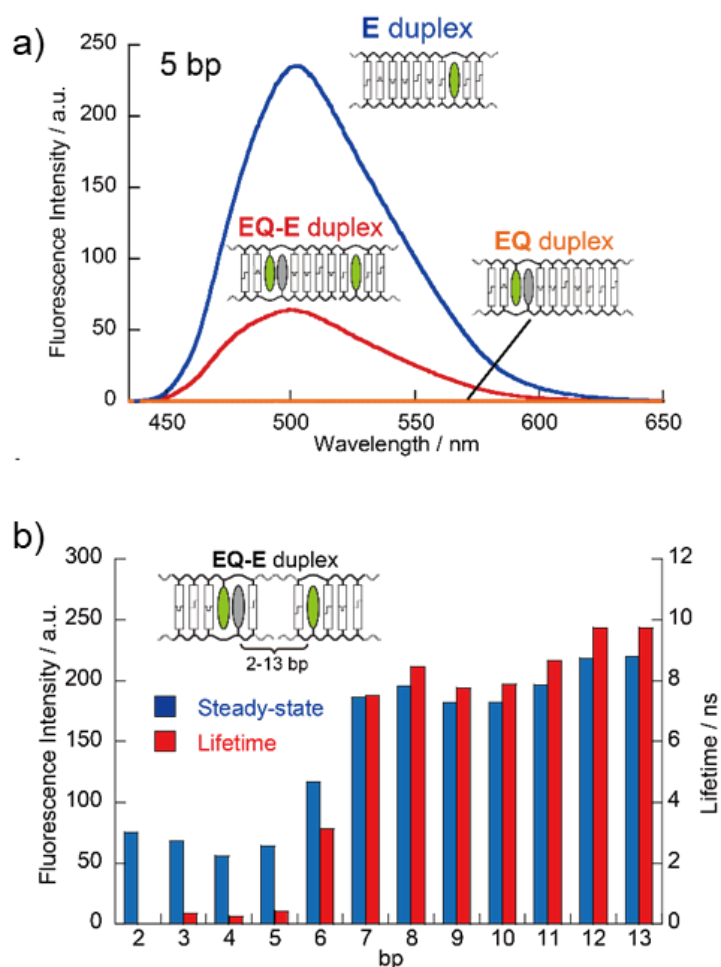 a)
5 bp
E duplex
EQ-E duplex
EQ duplex
Fluorescence Intensity / a.u.
250
200
150
100
50
0
450 500 550 600 650
Wavelength / nm
b)
EQ-E duplex
2-13 bp
Steady-state
Lifetime
Fluorescence Intensity / a.u.
300
250
200
150
100
50
0
Lifetime / ns
12
10
8
6
4
2
0
2 3 4 5 6 7 8 9 10 11 12 13
bp